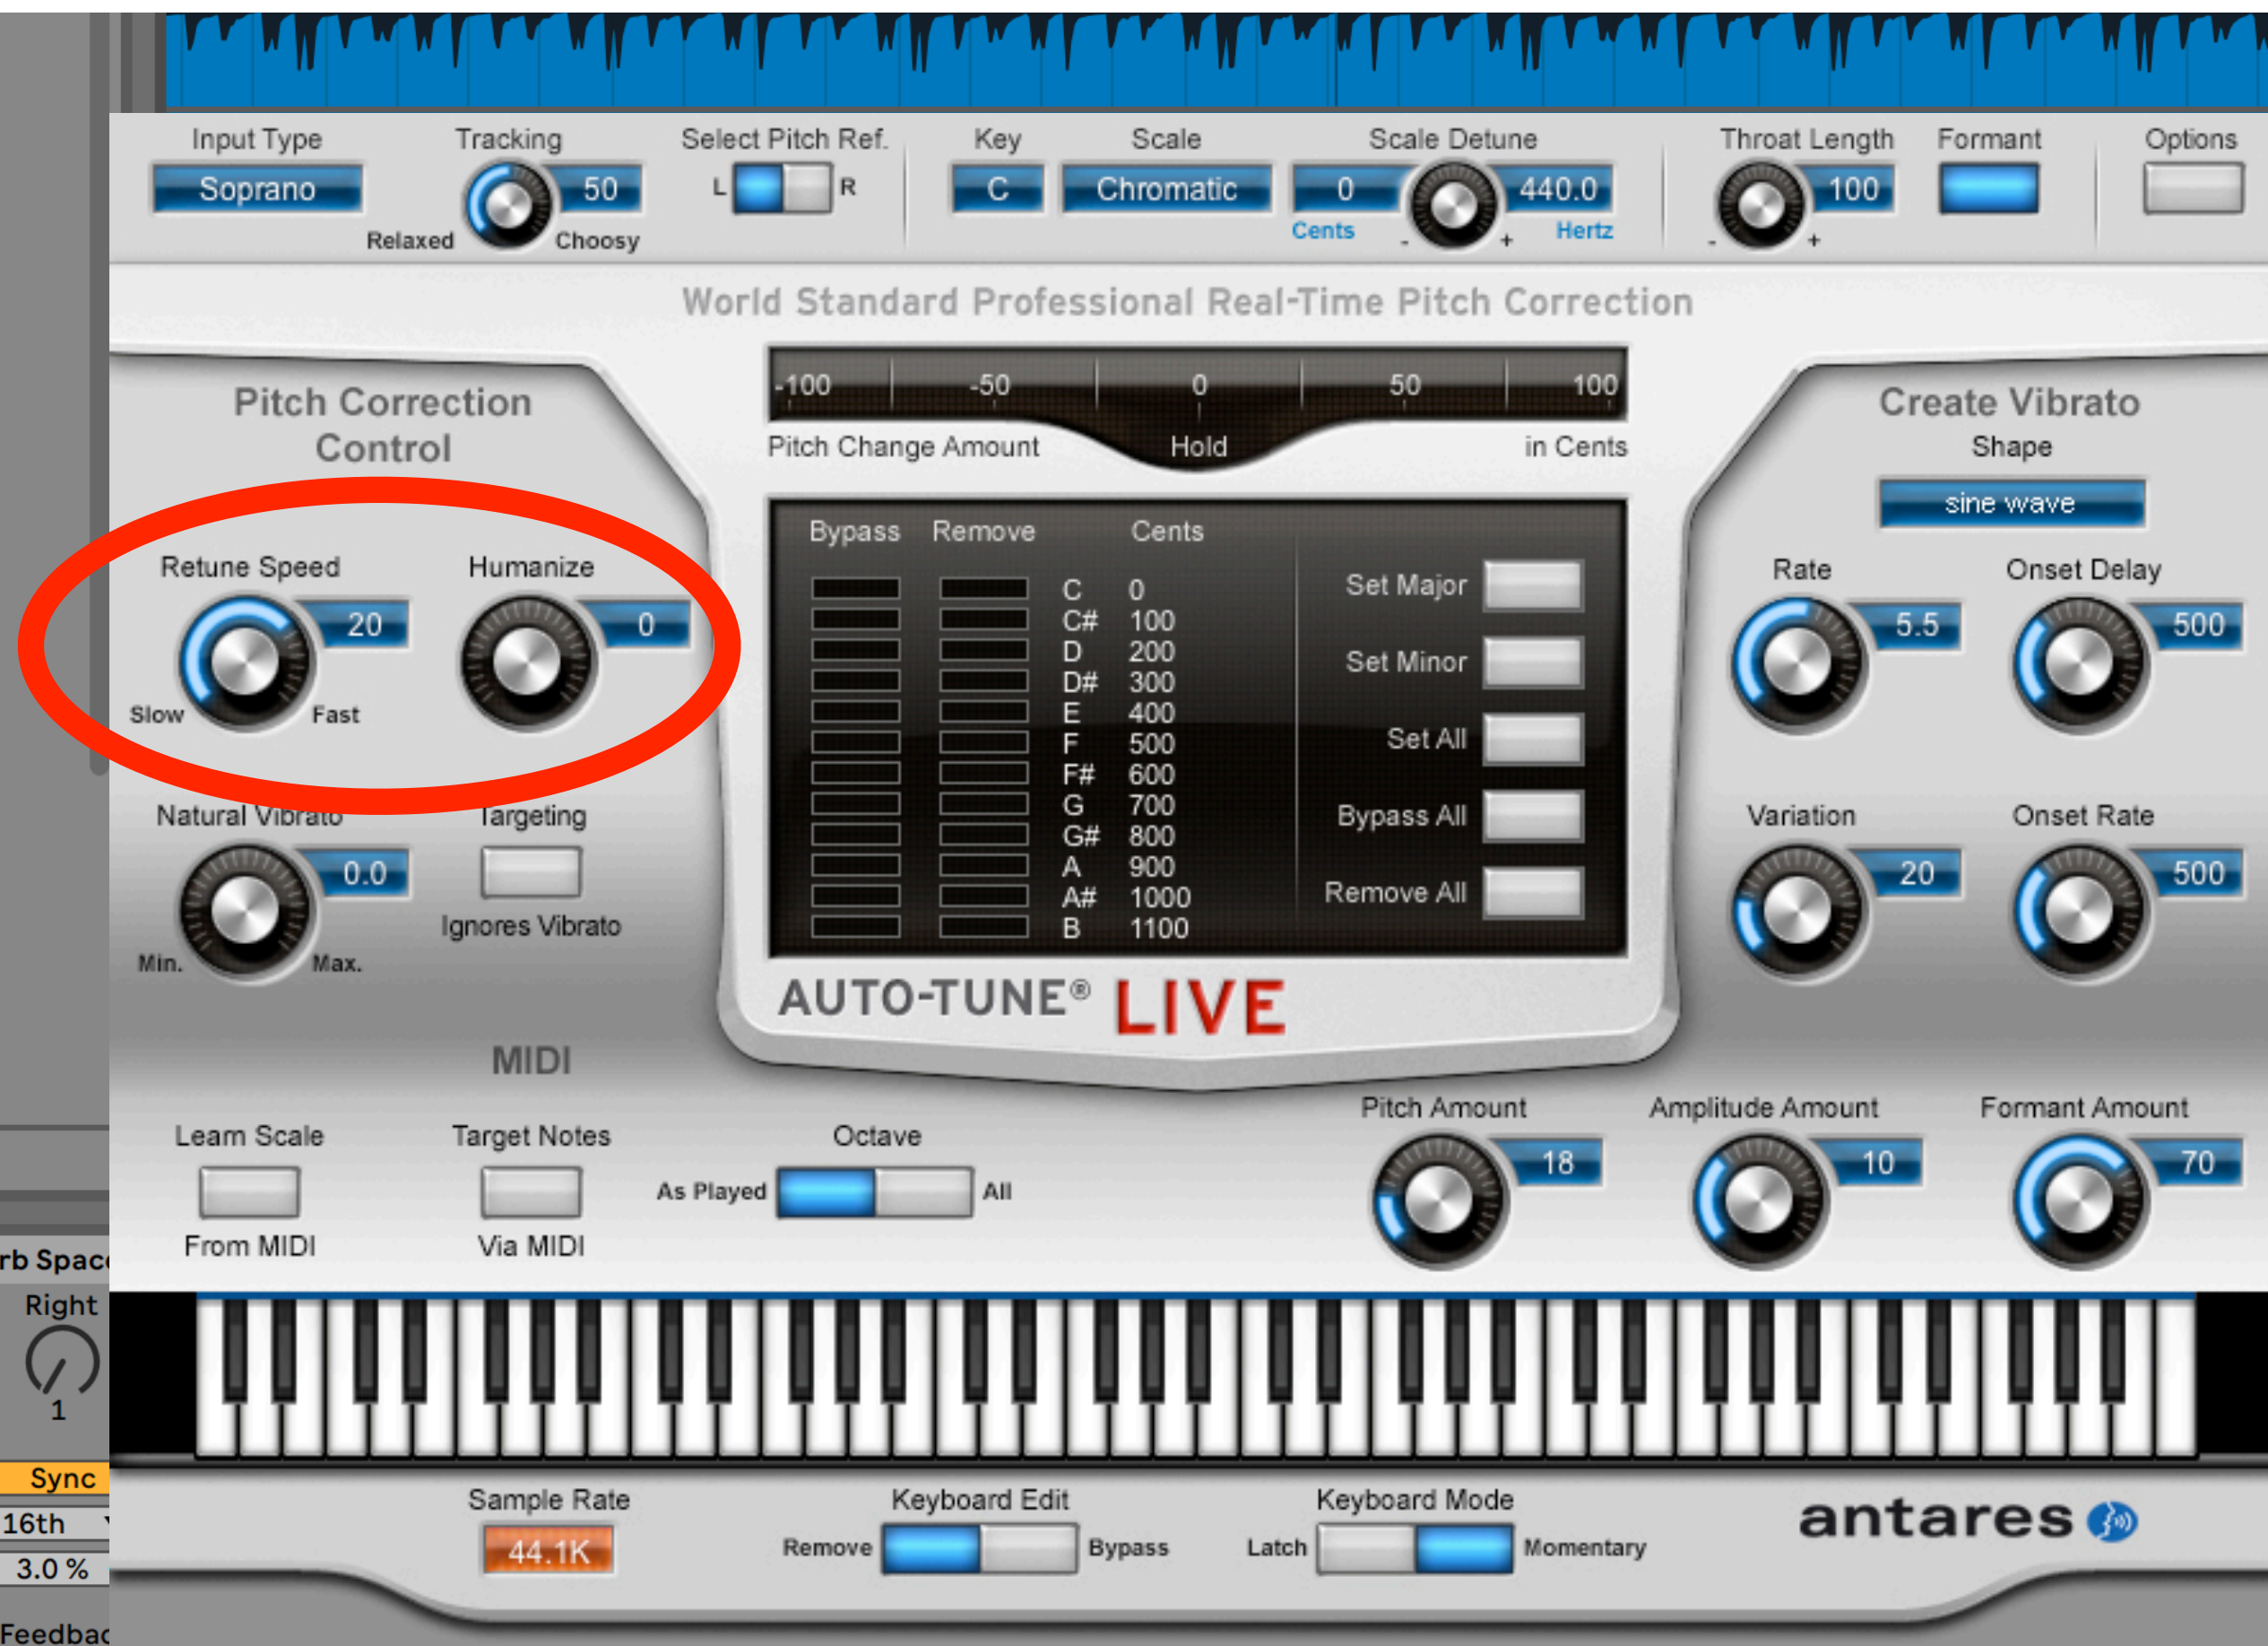 Input Type
Tracking
Select Pitch Ref.
Key
Scale
Scale Detune
Throat Length
Formant
Options
Soprano
50
L
R
C
Chromatic
0
440.0
100
Relaxed
Choosy
Cents
-
+
Hertz
-
+
World Standard Professional Real-Time Pitch Correction
-100
-50
0
50
100
Pitch Change Amount
Hold
in Cents
Pitch Correction
Control
Retune Speed
Humanize
20
0
Slow
Fast
Natural Vibrato
Targeting
0.0
Ignores Vibrato
Min.
Max.
Bypass Remove Cents
C 0
C# 100
D 200
D# 300
E 400
F 500
F# 600
G 700
G# 800
A 900
A# 1000
B 1100
Set Major
Set Minor
Set All
Bypass All
Remove All
AUTO-TUNE® LIVE
Create Vibrato
Shape
sine wave
Rate
Onset Delay
5.5
500
Variation
Onset Rate
20
500
MIDI
Learn Scale
Target Notes
Octave
As Played
All
From MIDI
Via MIDI
Pitch Amount
Amplitude Amount
Formant Amount
18
10
70
rb Spac
Right
1
Sync
16th
3.0 %
Feedbac
Sample Rate
44.1K
Keyboard Edit
Remove
Bypass
Keyboard Mode
Latch
Momentary
antares